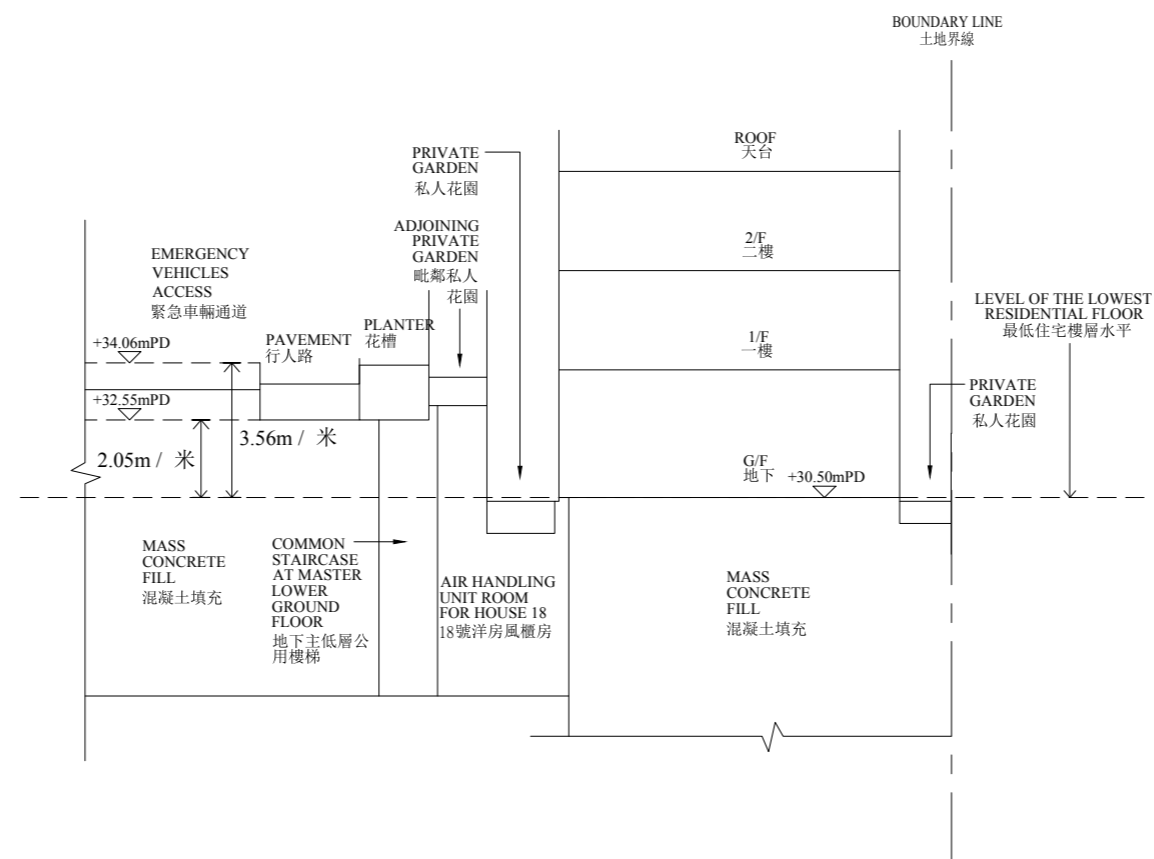 BOUNDARY LINE
土地界線
ROOF
天台
PRIVATE
GARDEN
私人花園
ADJOINING
PRIVATE
GARDEN
毗鄰私人
花園
2/F
二樓
EMERGENCY
VEHICLES
ACCESS
緊急車輛通道
LEVEL OF THE LOWEST
RESIDENTIAL FLOOR
最低住宅樓層水平
PLANTER
花槽
PAVEMENT
行人路
1/F
一樓
+34.06mPD
PRIVATE
GARDEN
私人花園
+32.55mPD
3.56m / 米
2.05m / 米
G/F
地下
+30.50mPD
MASS
CONCRETE
FILL
混凝土填充
COMMON
STAIRCASE
AT MASTER
LOWER
GROUND
FLOOR
地下主低層公
用樓梯
AIR HANDLING
UNIT ROOM
FOR HOUSE 18
18號洋房風櫃房
MASS
CONCRETE
FILL
混凝土填充